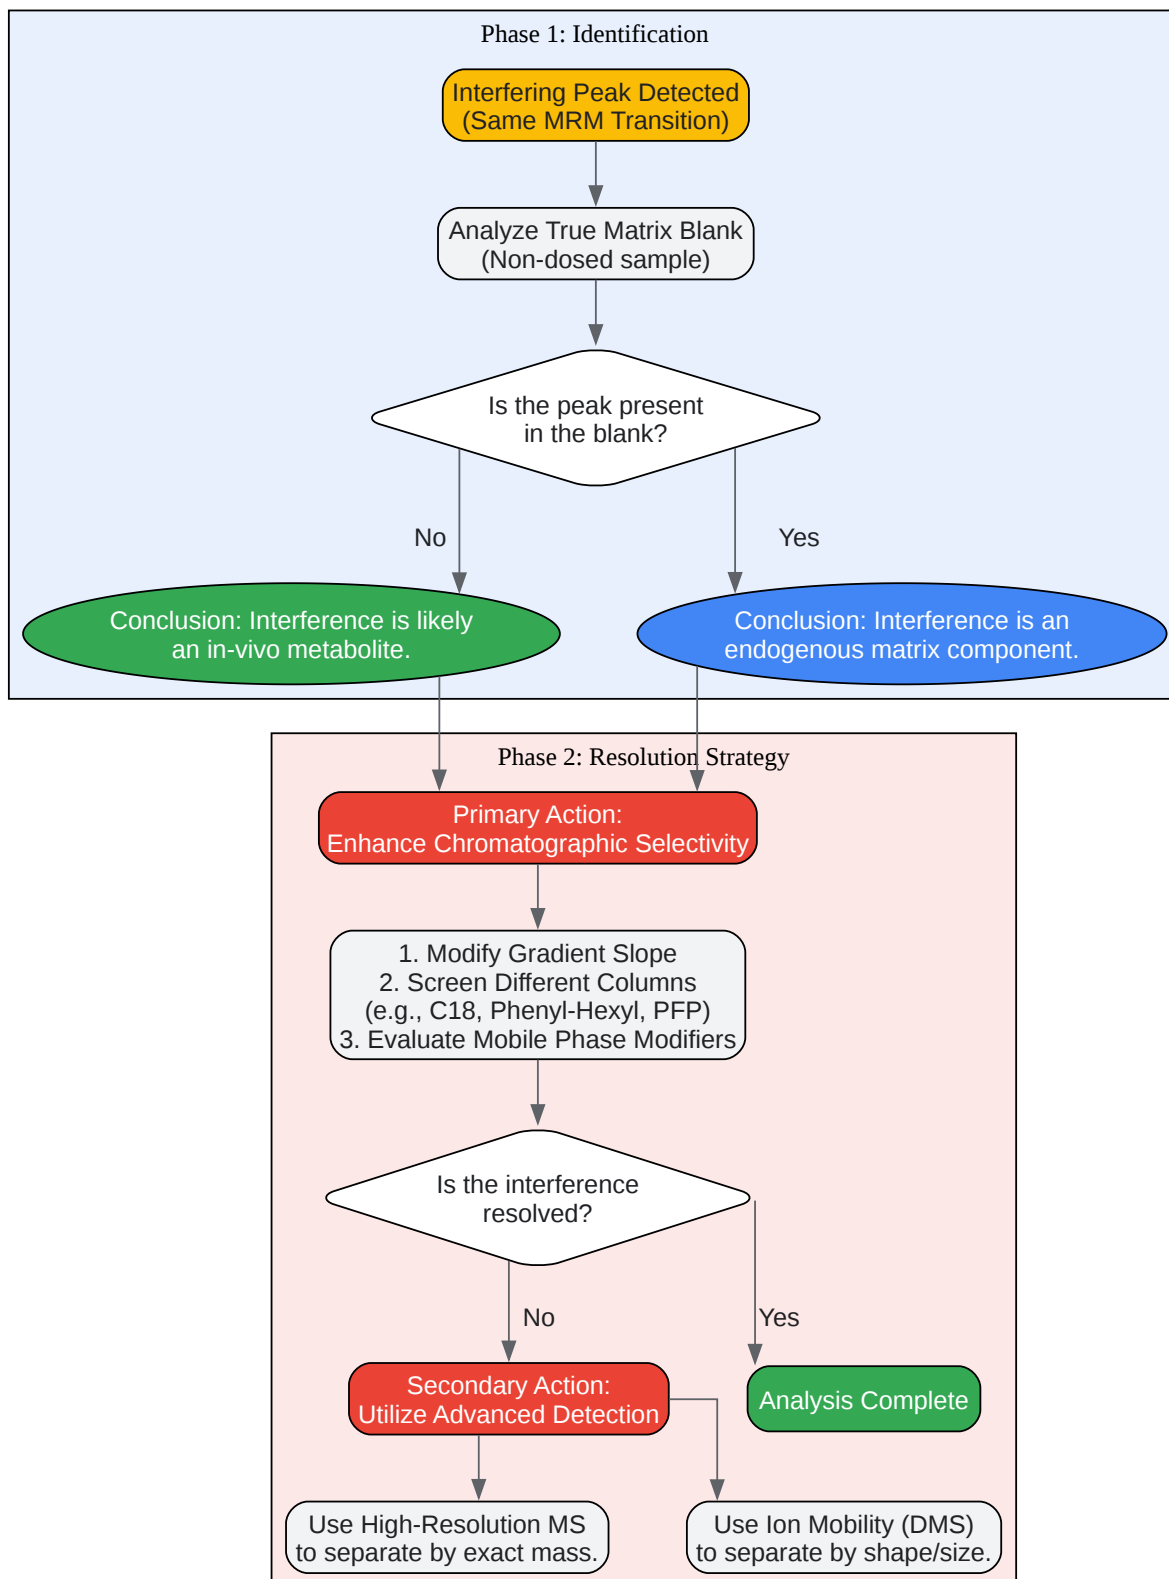 Phase 1: Identification
Interfering Peak Detected
(Same MRM Transition)
Analyze True Matrix Blank
(Non-dosed sample)
Is the peak present
in the blank?
No
Yes
Conclusion: Interference is likely
an in-vivo metabolite.
Conclusion: Interference is an
endogenous matrix component.
Phase 2: Resolution Strategy
Primary Action:
Enhance Chromatographic Selectivity
1. Modify Gradient Slope
2. Screen Different Columns
(e.g., C18, Phenyl-Hexyl, PFP)
3. Evaluate Mobile Phase Modifiers
Is the interference
resolved?
No
Yes
Secondary Action:
Utilize Advanced Detection
Analysis Complete
Use High-Resolution MS
to separate by exact mass.
Use Ion Mobility (DMS)
to separate by shape/size.